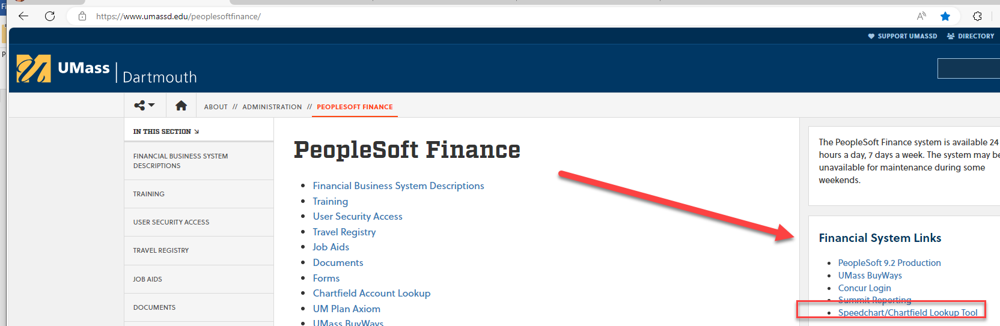 Fi
https://www.umassd.edu/peoplesoftfinance/
P
SUPPORT UMASSD
DIRECTORY
UMass
Dartmouth
ABOUT // ADMINISTRATION // PEOPLESOFT FINANCE
IN THIS SECTION
FINANCIAL BUSINESS SYSTEM
DESCRIPTIONS
TRAINING
USER SECURITY ACCESS
TRAVEL REGISTRY
JOB AIDS
DOCUMENTS
PeopleSoft Finance
Financial Business System Descriptions
Training
User Security Access
Travel Registry
Job Aids
Documents
Forms
Chartfield Account Lookup
UM Plan Axiom
UMass BuyWays
The PeopleSoft Finance system is available 24
hours a day, 7 days a week. The system may be
unavailable for maintenance during some
weekends.
Financial System Links
PeopleSoft 9.2 Production
UMass BuyWays
Concur Login
Summit Reporting
Speedchart/Chartfield Lookup Tool